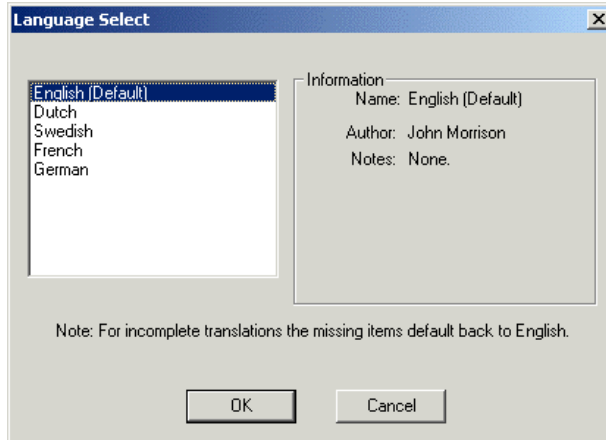 Language Select
English (Default)
Dutch
Swedish
French
German
Information
Name: English (Default)
Author: John Morrison
Notes: None.
Note: For incomplete translations the missing items default back to English.
OK
Cancel